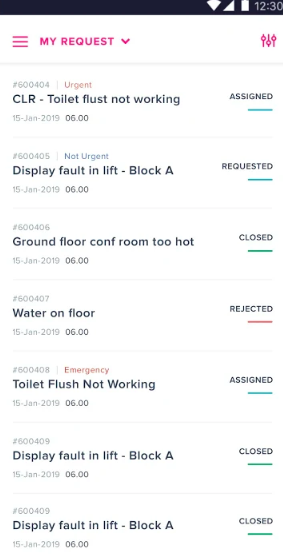 12:30
MY REQUEST
#600404 | Urgent
CLR - Toilet flust not working
ASSIGNED
15-Jan-2019 06.00
#600405 | Not Urgent
Display fault in lift - Block A
REQUESTED
15-Jan-2019 06.00
#600406
Ground floor conf room too hot
CLOSED
15-Jan-2019 06.00
#600407
Water on floor
REJECTED
15-Jan-2019 06.00
#600408 | Emergency
Toilet Flush Not Working
ASSIGNED
15-Jan-2019 06.00
#600409
Display fault in lift - Block A
CLOSED
15-Jan-2019 06.00
#600409
Display fault in lift - Block A
CLOSED
15-Jan-2019 06.00